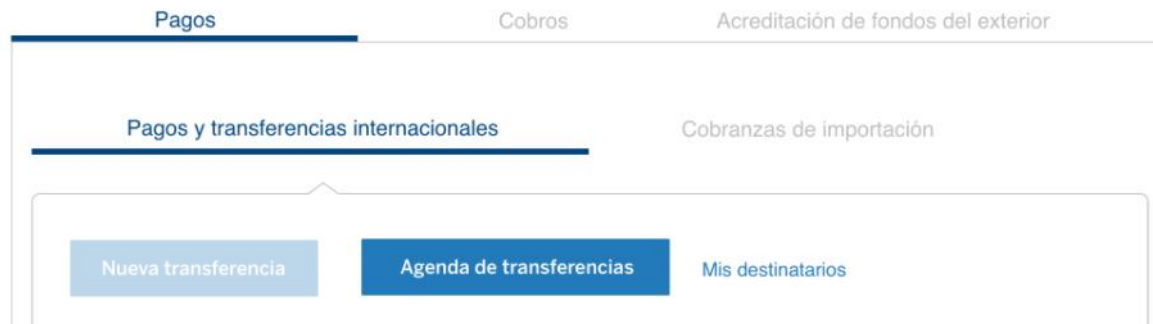 Pagos Cobros Acreditación de fondos del exterior
Pagos y transferencias internacionales Cobranzas de importación
Nueva transferencia Agenda de transferencias Mis destinatarios